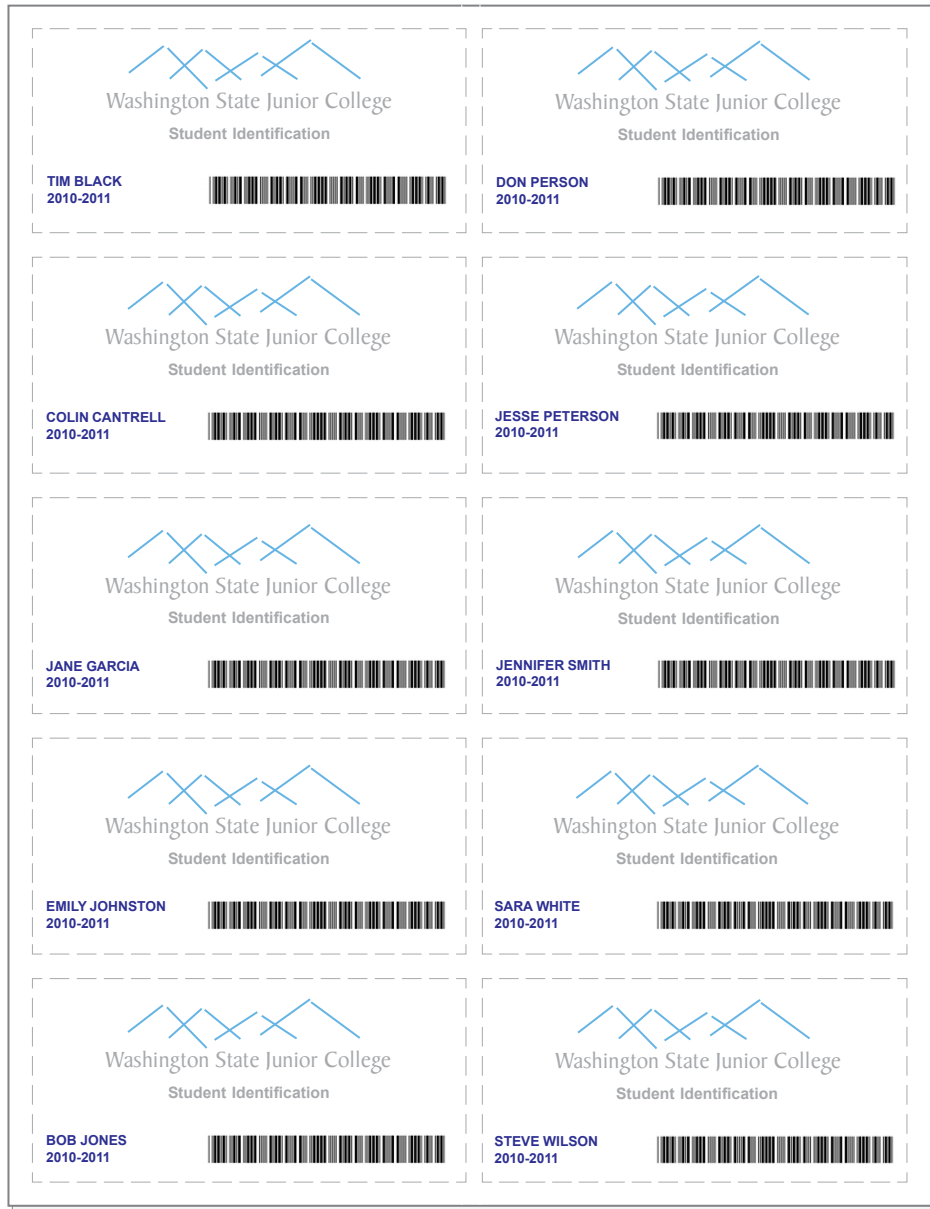 Washington State Junior College
Student Identification
TIM BLACK
2010-2011
Washington State Junior College
Student Identification
DON PERSON
2010-2011
Washington State Junior College
Student Identification
COLIN CANTRELL
2010-2011
Washington State Junior College
Student Identification
JESSE PETERSON
2010-2011
Washington State Junior College
Student Identification
JANE GARCIA
2010-2011
Washington State Junior College
Student Identification
JENNIFER SMITH
2010-2011
Washington State Junior College
Student Identification
EMILY JOHNSTON
2010-2011
Washington State Junior College
Student Identification
SARA WHITE
2010-2011
Washington State Junior College
Student Identification
BOB JONES
2010-2011
Washington State Junior College
Student Identification
STEVE WILSON
2010-2011